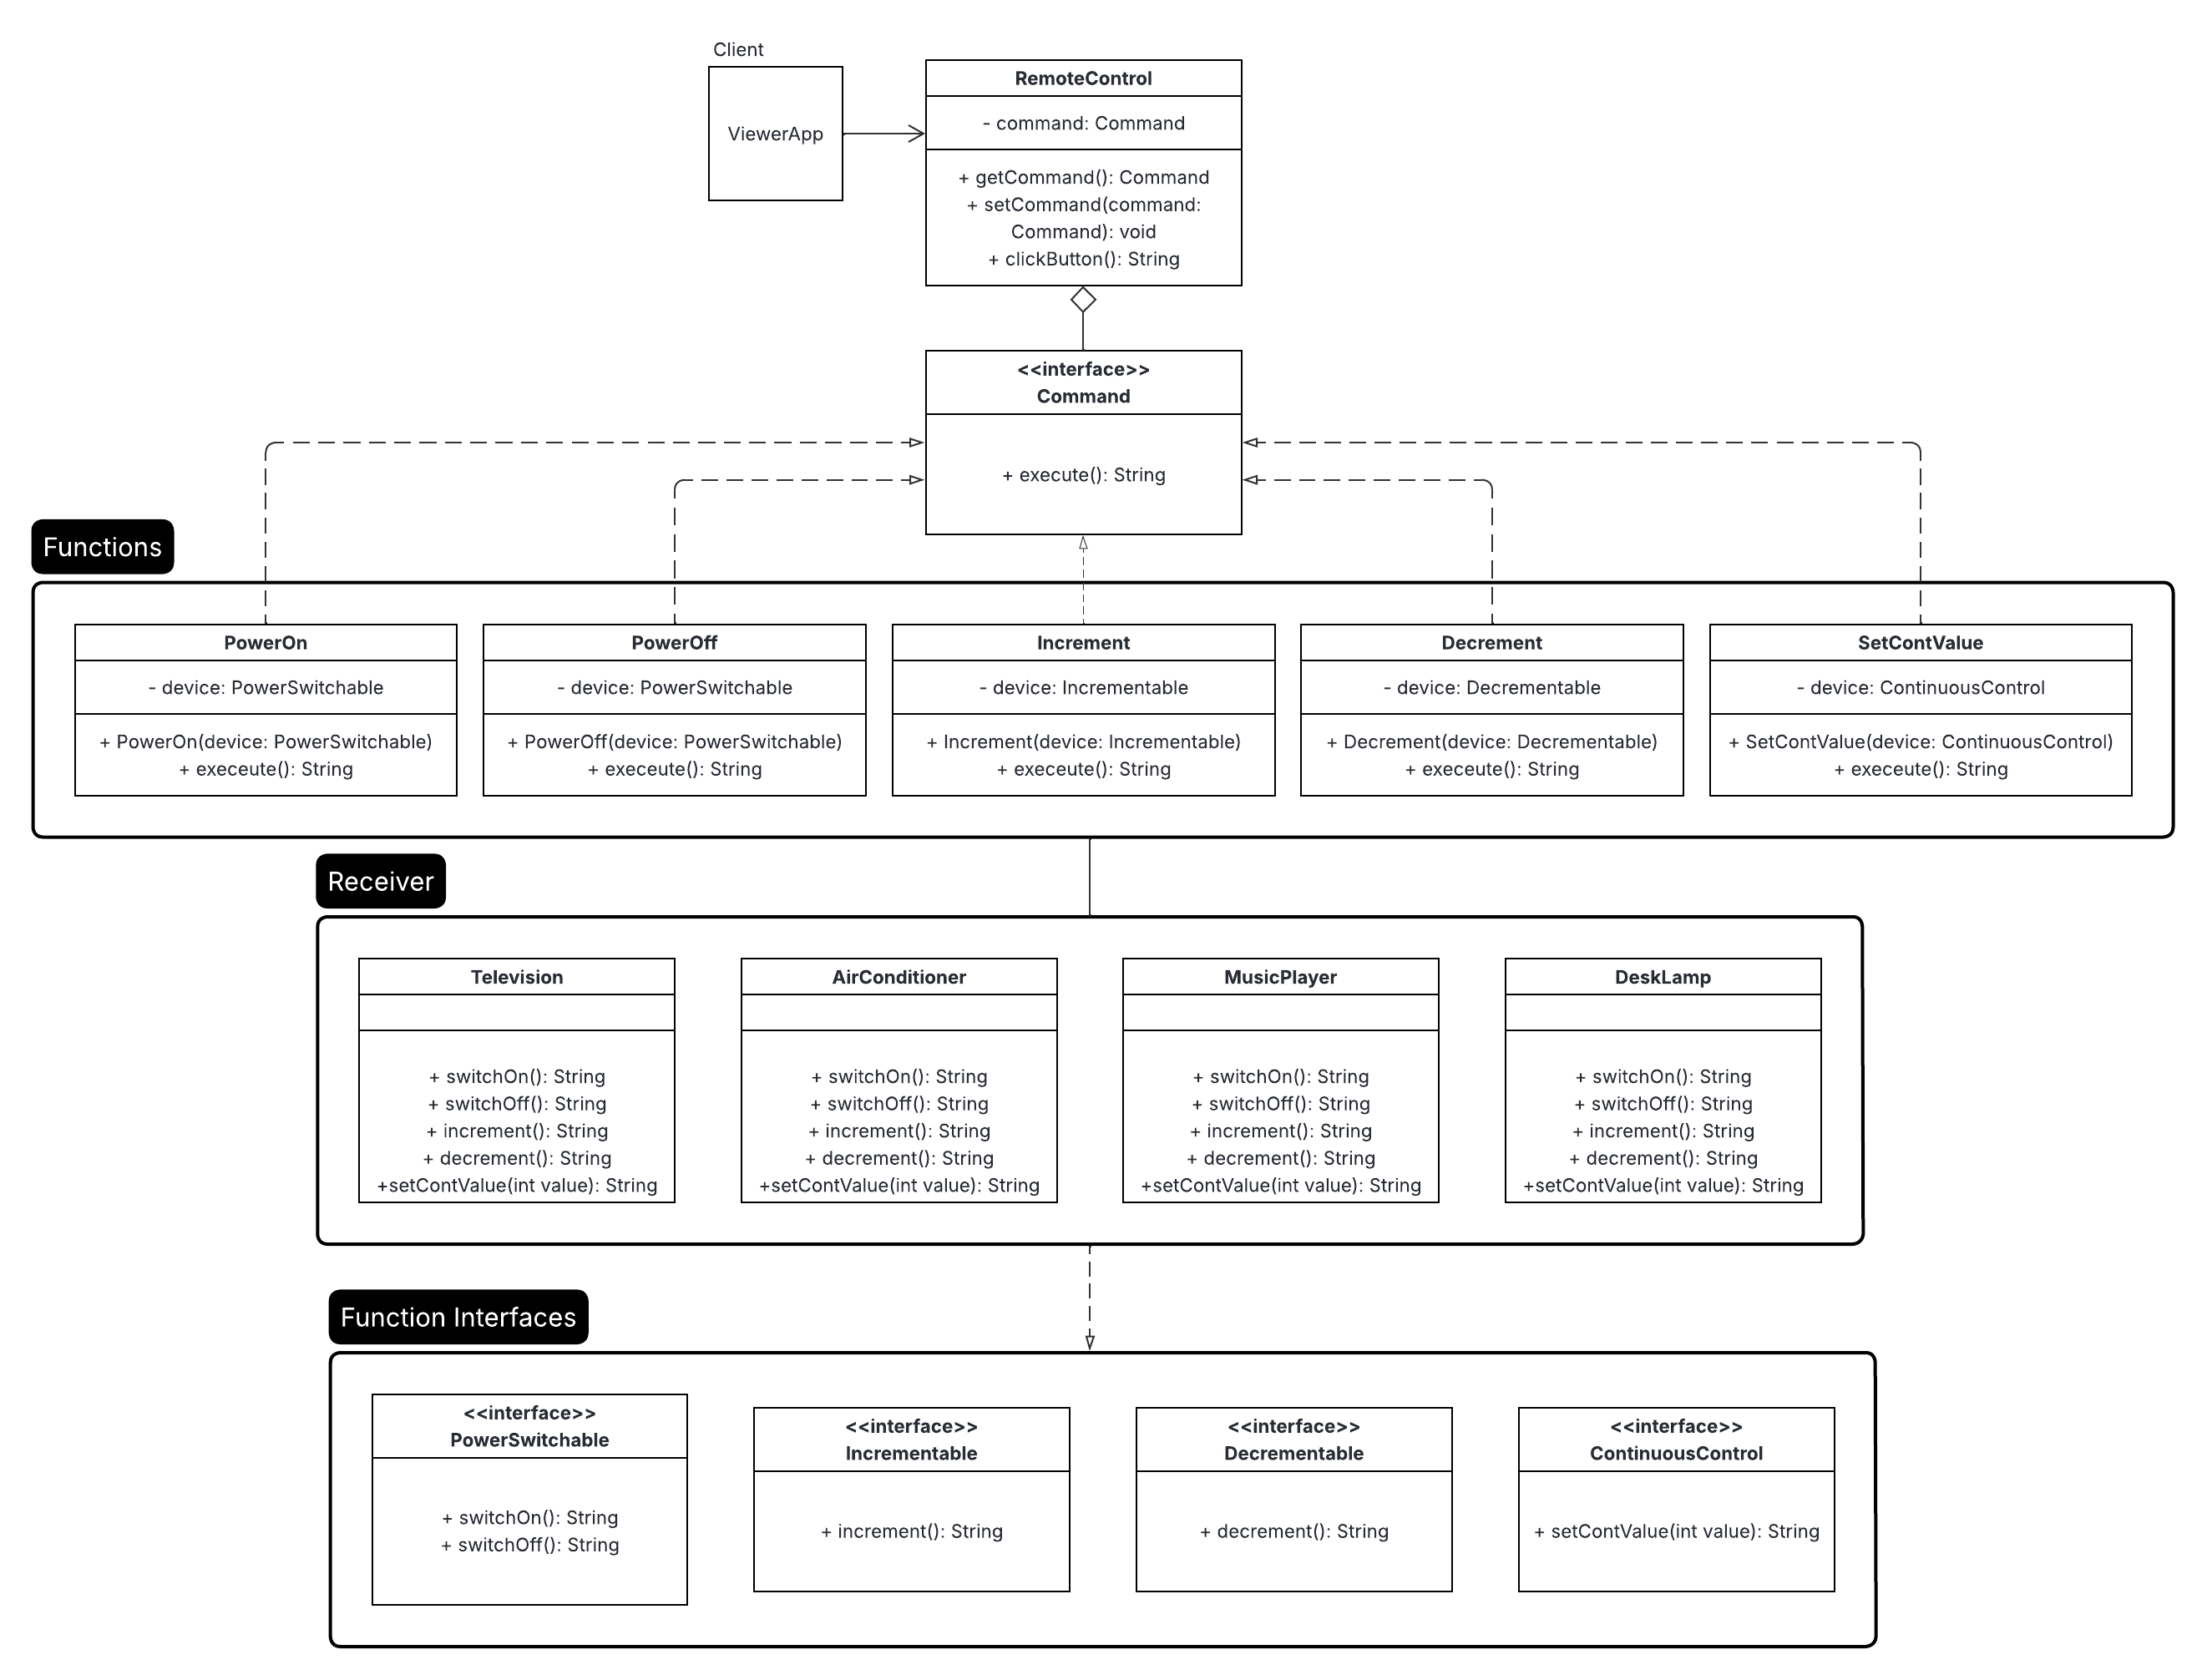 Client
ViewerApp
RemoteControl
- command: Command
+ getCommand(): Command
+ setCommand(command:
Command): void
+ clickButton(): String
<<interface>>
Command
+ execute(): String
Functions
PowerOn
- device: PowerSwitchable
+ PowerOn(device: PowerSwitchable)
+ execeute(): String
PowerOff
- device: PowerSwitchable
+ PowerOff(device: PowerSwitchable)
+ execeute(): String
Increment
- device: Incrementable
+ Increment(device: Incrementable)
+ execeute(): String
Decrement
- device: Decrementable
+ Decrement(device: Decrementable)
+ execeute(): String
SetContValue
- device: ContinuousControl
+ SetContValue(device: ContinuousControl)
+ execeute(): String
Receiver
Television
+ switchOn(): String
+ switchOff(): String
+ increment(): String
+ decrement(): String
+setContValue(int value): String
AirConditioner
+ switchOn(): String
+ switchOff(): String
+ increment(): String
+ decrement(): String
+setContValue(int value): String
MusicPlayer
+ switchOn(): String
+ switchOff(): String
+ increment(): String
+ decrement(): String
+setContValue(int value): String
DeskLamp
+ switchOn(): String
+ switchOff(): String
+ increment(): String
+ decrement(): String
+setContValue(int value): String
Function Interfaces
<<interface>>
PowerSwitchable
+ switchOn(): String
+ switchOff(): String
<<interface>>
Incrementable
+ increment(): String
<<interface>>
Decrementable
+ decrement(): String
<<interface>>
ContinuousControl
+ setContValue(int value): String